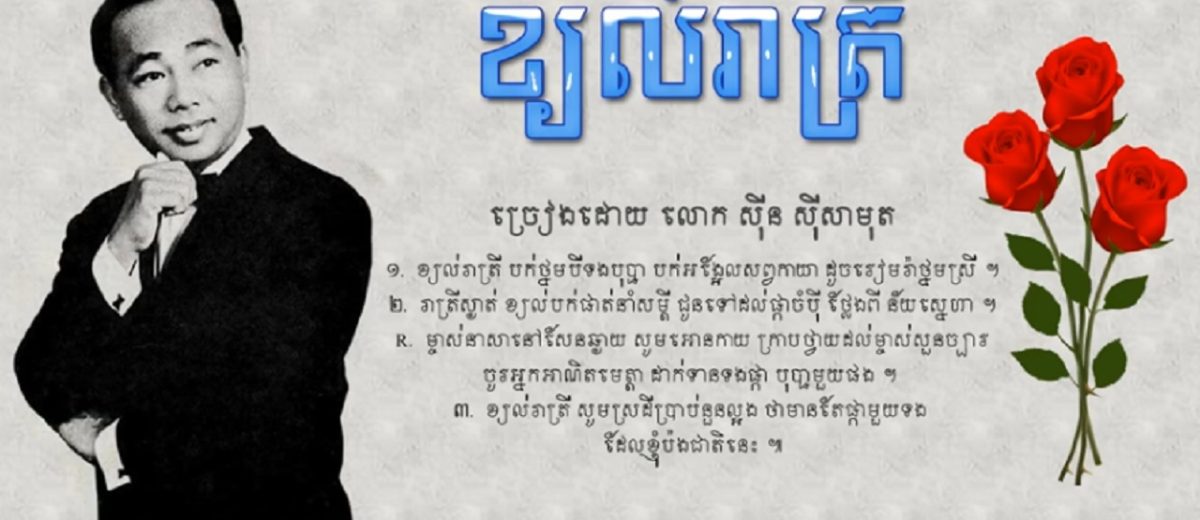 ខ្យល់រាត្រី
ច្រៀងដោយ លោក ស៊ីន ស៊ីសាមុត
១. ខ្យល់រាត្រី បក់ថ្នមបីទងបុប្ផា បក់អង្អែលសព្វកាយា ដូចរៀមរ៉ាថ្នមស្រី ៗ
២. រាត្រីស្ងាត់ ខ្យល់បក់ផាត់នាំសម្តី ជូនទៅដល់ផ្កាចំប៉ី ថ្លែងពី ន័យស្នេហា ៗ
R. ម្ចាស់នាសានៅសែនឆ្ងាយ សូមអោនកាយ ក្រាបថ្វាយដល់ម្ចាស់សួនច្បារ
ចូរអ្នកអាណិតមេត្តា ដាក់ទានទងផ្កា បុប្ផាមួយផង ៗ
៣. ខ្យល់រាត្រី សូមស្រដីប្រាប់នួនល្អង ថាមានតែផ្កាមួយទង
ដែលខ្ញុំប៉ងជាតិនេះ ៕